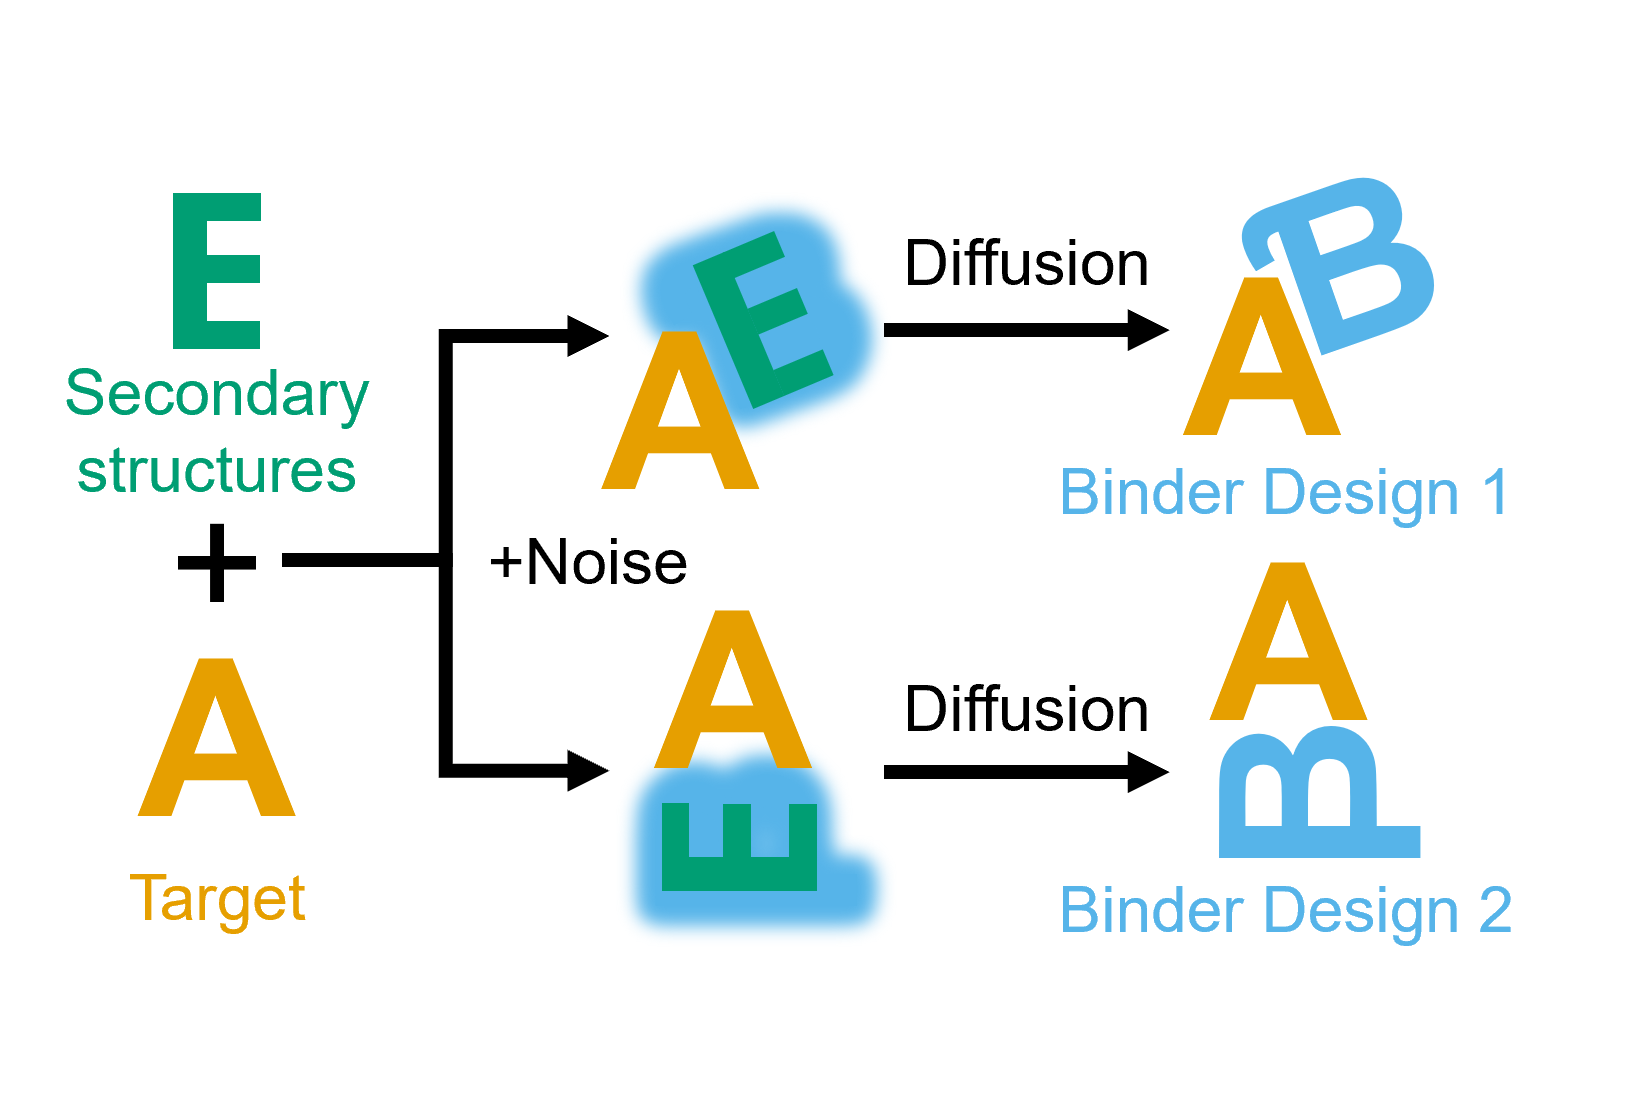 E
Secondary
structures
+
A
Target
+Noise
E
A
Diffusion
B
A
Binder Design 1
A
E
Diffusion
A
B
Binder Design 2